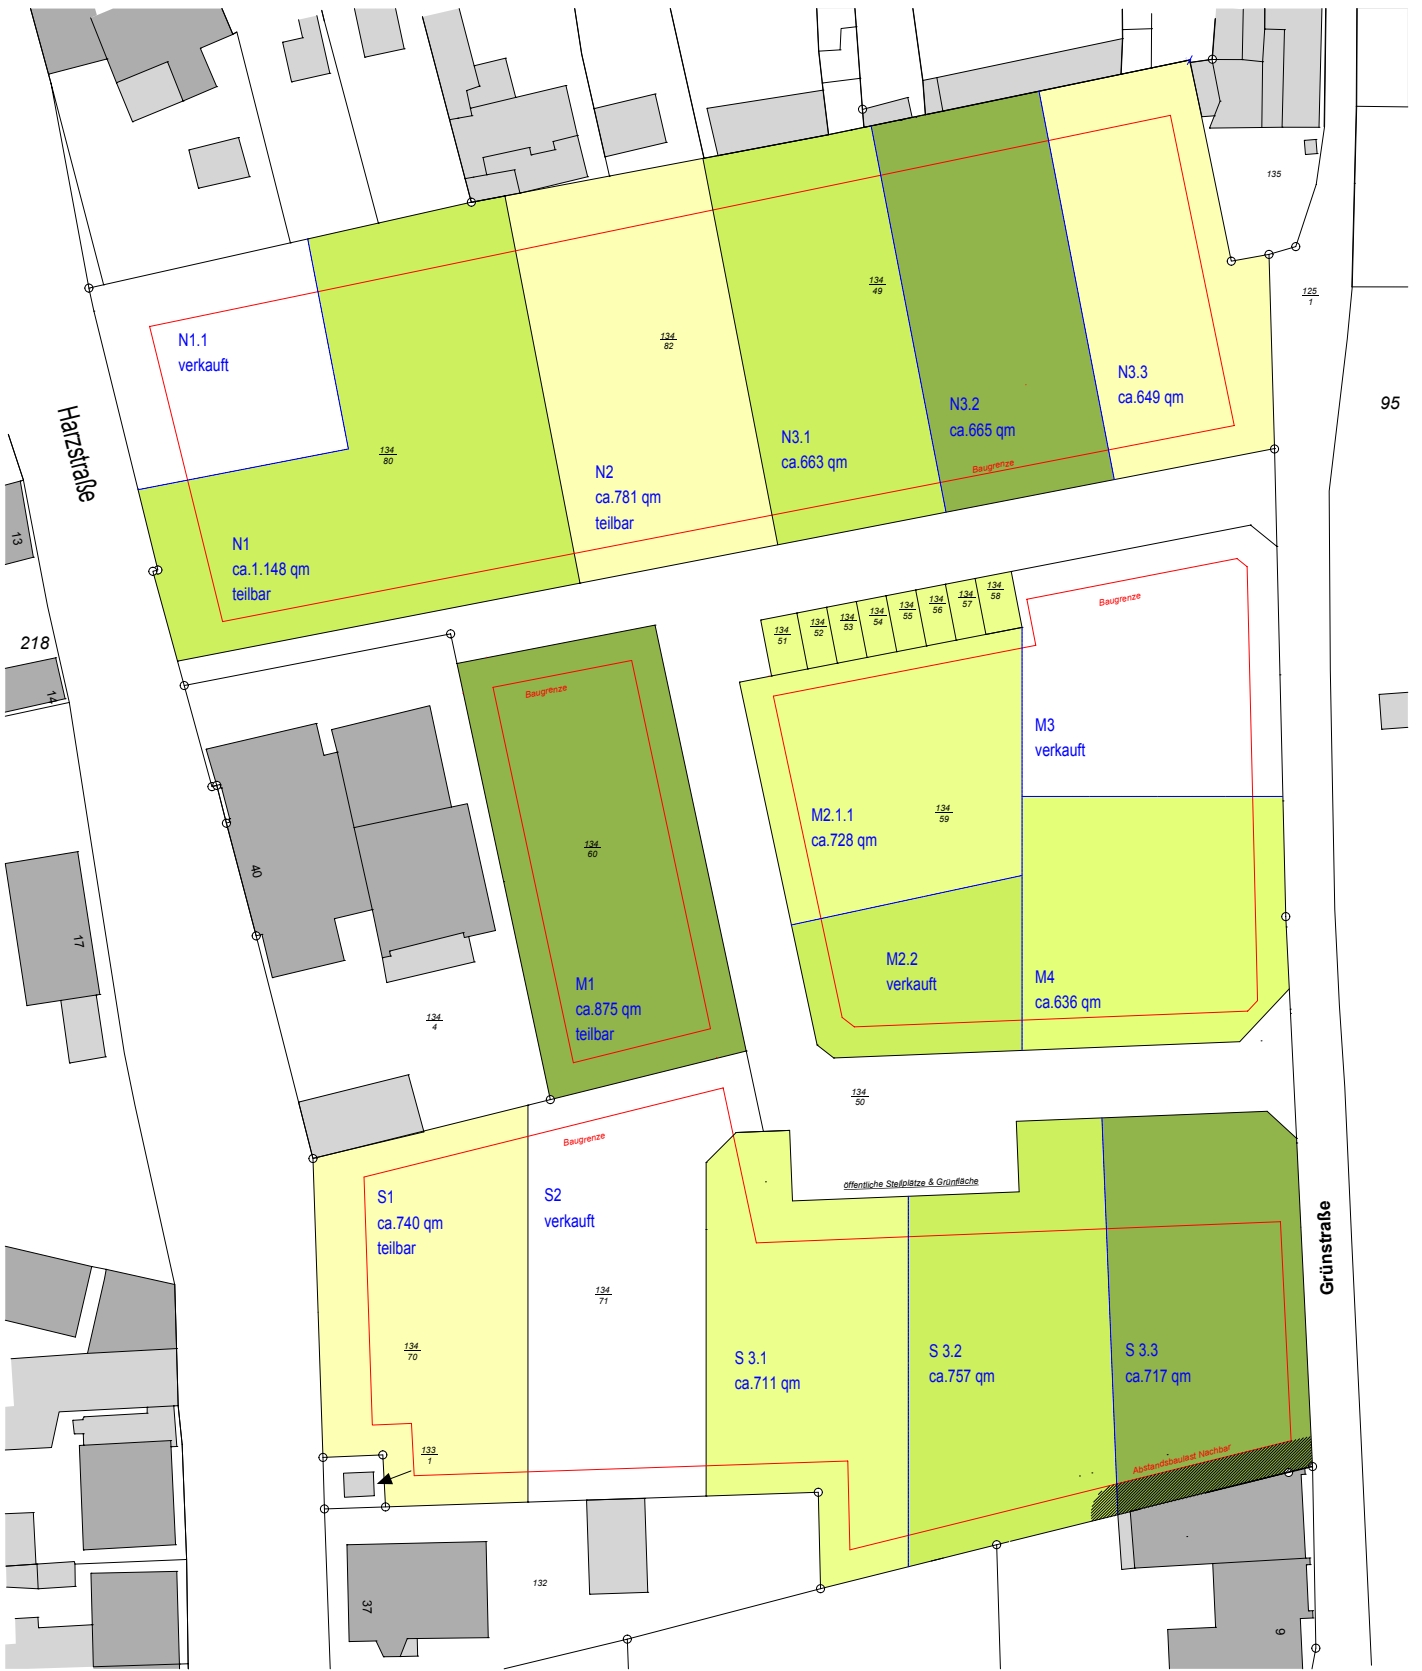 135
134
49
125
1
N1.1
verkauft
134
82
N3.3
ca.649 qm
95
Harzstraße
N3.2
ca.665 qm
N3.1
ca.663 qm
134
80
Baugrenze
N2
ca.781 qm
teilbar
13
N1
ca.1.148 qm
teilbar
134
51
134
52
134
53
134
54
134
55
134
56
134
57
134
58
Baugrenze
218
14
Baugrenze
M3
verkauft
M2.1.1
ca.728 qm
134
59
134
60
40
17
M2.2
verkauft
M4
ca.636 qm
M1
ca.875 qm
teilbar
134
4
134
50
Baugrenze
öffentliche Stellplätze & Grünfläche
S1
ca.740 qm
teilbar
S2
verkauft
Grünstraße
134
71
134
70
S 3.1
ca.711 qm
S 3.2
ca.757 qm
S 3.3
ca.717 qm
133
1
Abstandsbaulast Nachbar
132
37
9